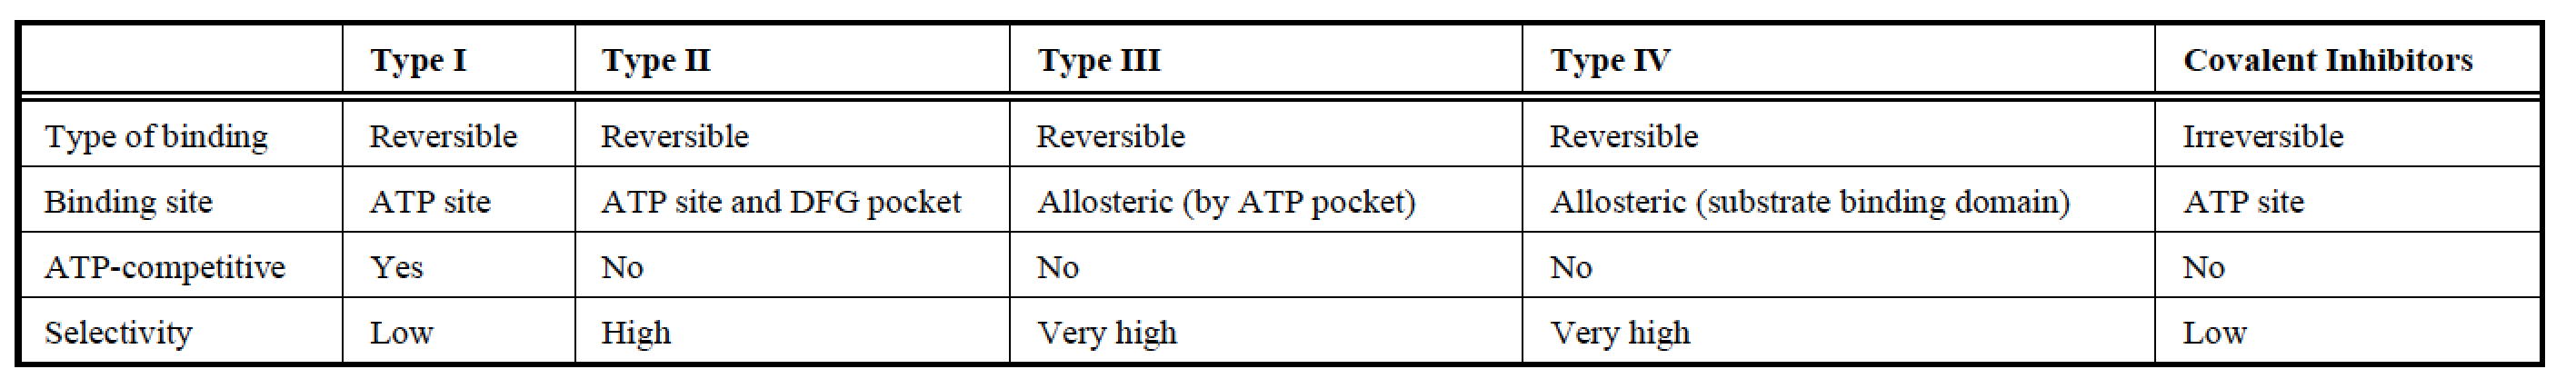 Type I Type II Type III Type IV Covalent Inhibitors
Type of binding Reversible Reversible Reversible Reversible Irreversible
Binding site ATP site ATP site and DFG pocket Allosteric (by ATP pocket) Allosteric (substrate binding domain) ATP site
ATP-competitive Yes No No No No
Selectivity Low High Very high Very high Low